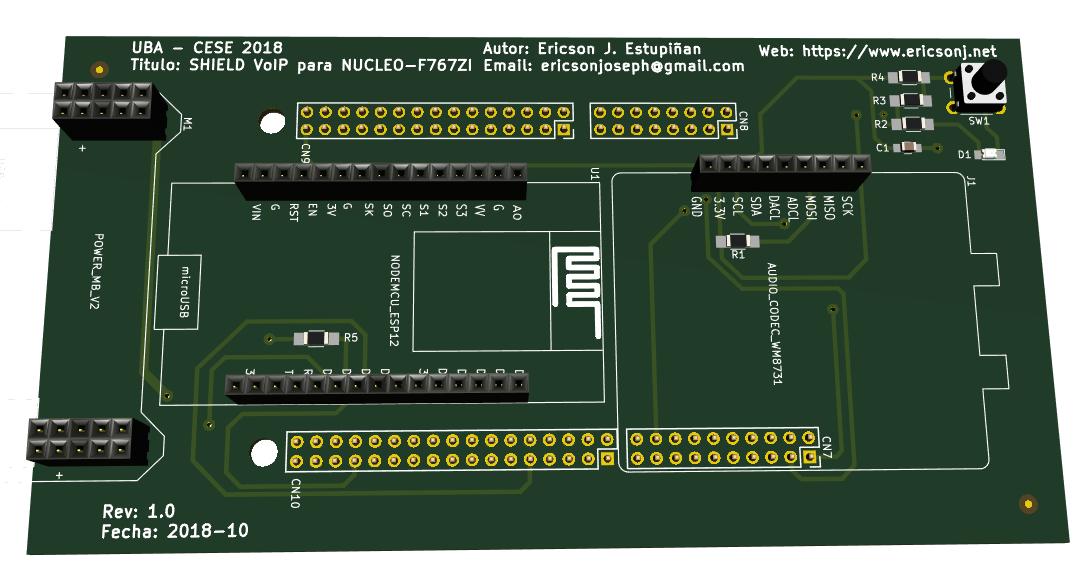 UBA - CESE 2018
Titulo: SHIELD VoIP para NUCLEO-F767ZI
Autor: Ericson J. Estupiñan
Email: ericsonjoseph@gmail.com
Web: https://www.ericsonj.net
R4
R3
R2
C1
SW1
D1
M1
+
CN9
CN8
U1
J1
VIN
G
RST
EN
3V
G
SK
SO
SC
S1
S2
S3
VV
G
AO
GND
3.3V
SCL
SDA
DACL
ADCL
MOSI
MISO
SCK
R1
POWER_MB_V2
microUSB
NODEMCU_ESP12
AUDIO_CODEC_WM8731
R5
+
CN10
CN7
Rev: 1.0
Fecha: 2018-10